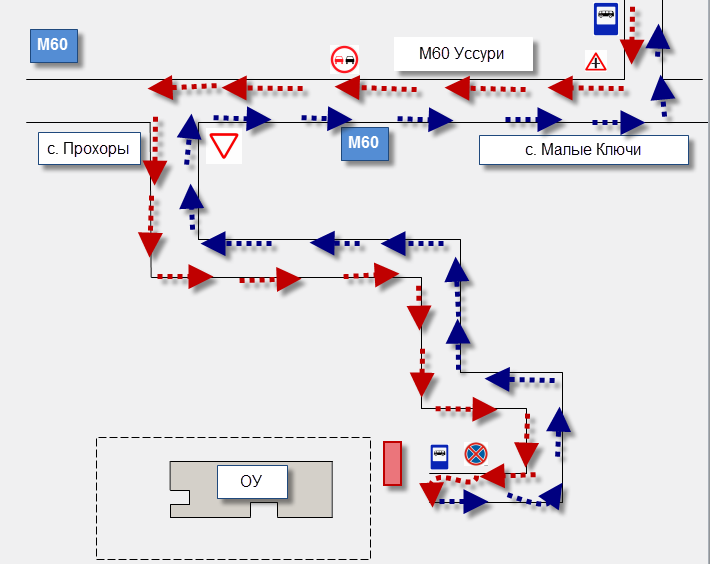 М60
М60 Уссури
с. Прохоры
М60
с. Малые Ключи
ОУ